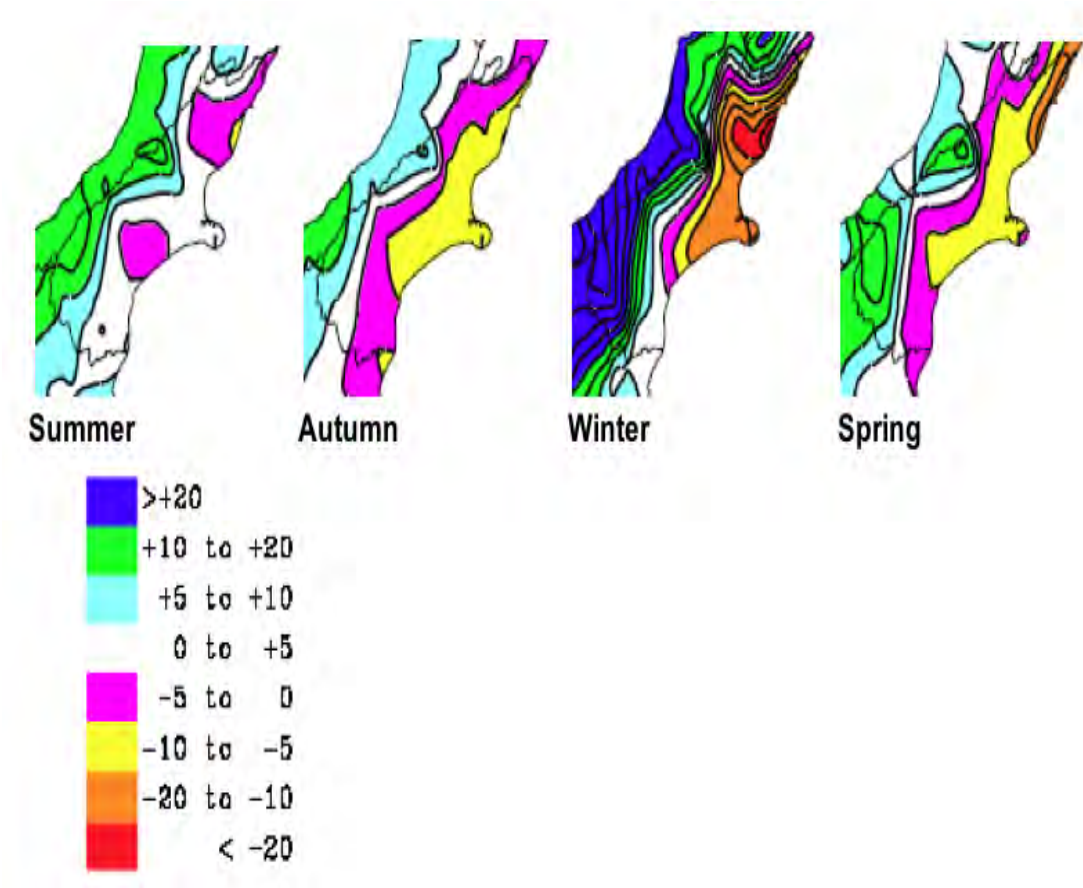 Summer Autumn Winter Spring
>+20
+10 to +20
+5 to +10
0 to +5
-5 to 0
-10 to -5
-20 to -10
< -20